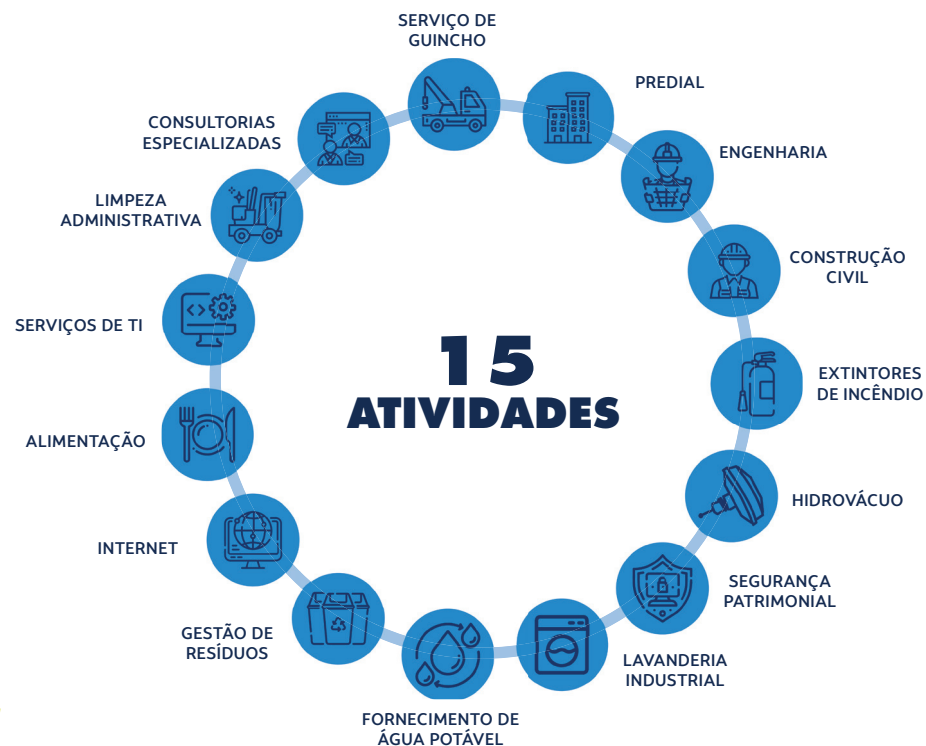 SERVIÇO DE
GUINCHO
PREDIAL
ENGENHARIA
CONSTRUÇÃO
CIVIL
EXTINTORES
DE INCÊNDIO
HIDROVÁCUO
SEGURANÇA
PATRIMONIAL
LAVANDERIA
INDUSTRIAL
FORNECIMENTO DE
ÁGUA POTÁVEL
GESTÃO DE
RESÍDUOS
INTERNET
ALIMENTAÇÃO
SERVIÇOS DE TI
LIMPEZA
ADMINISTRATIVA
CONSULTORIAS
ESPECIALIZADAS
15
ATIVIDADES